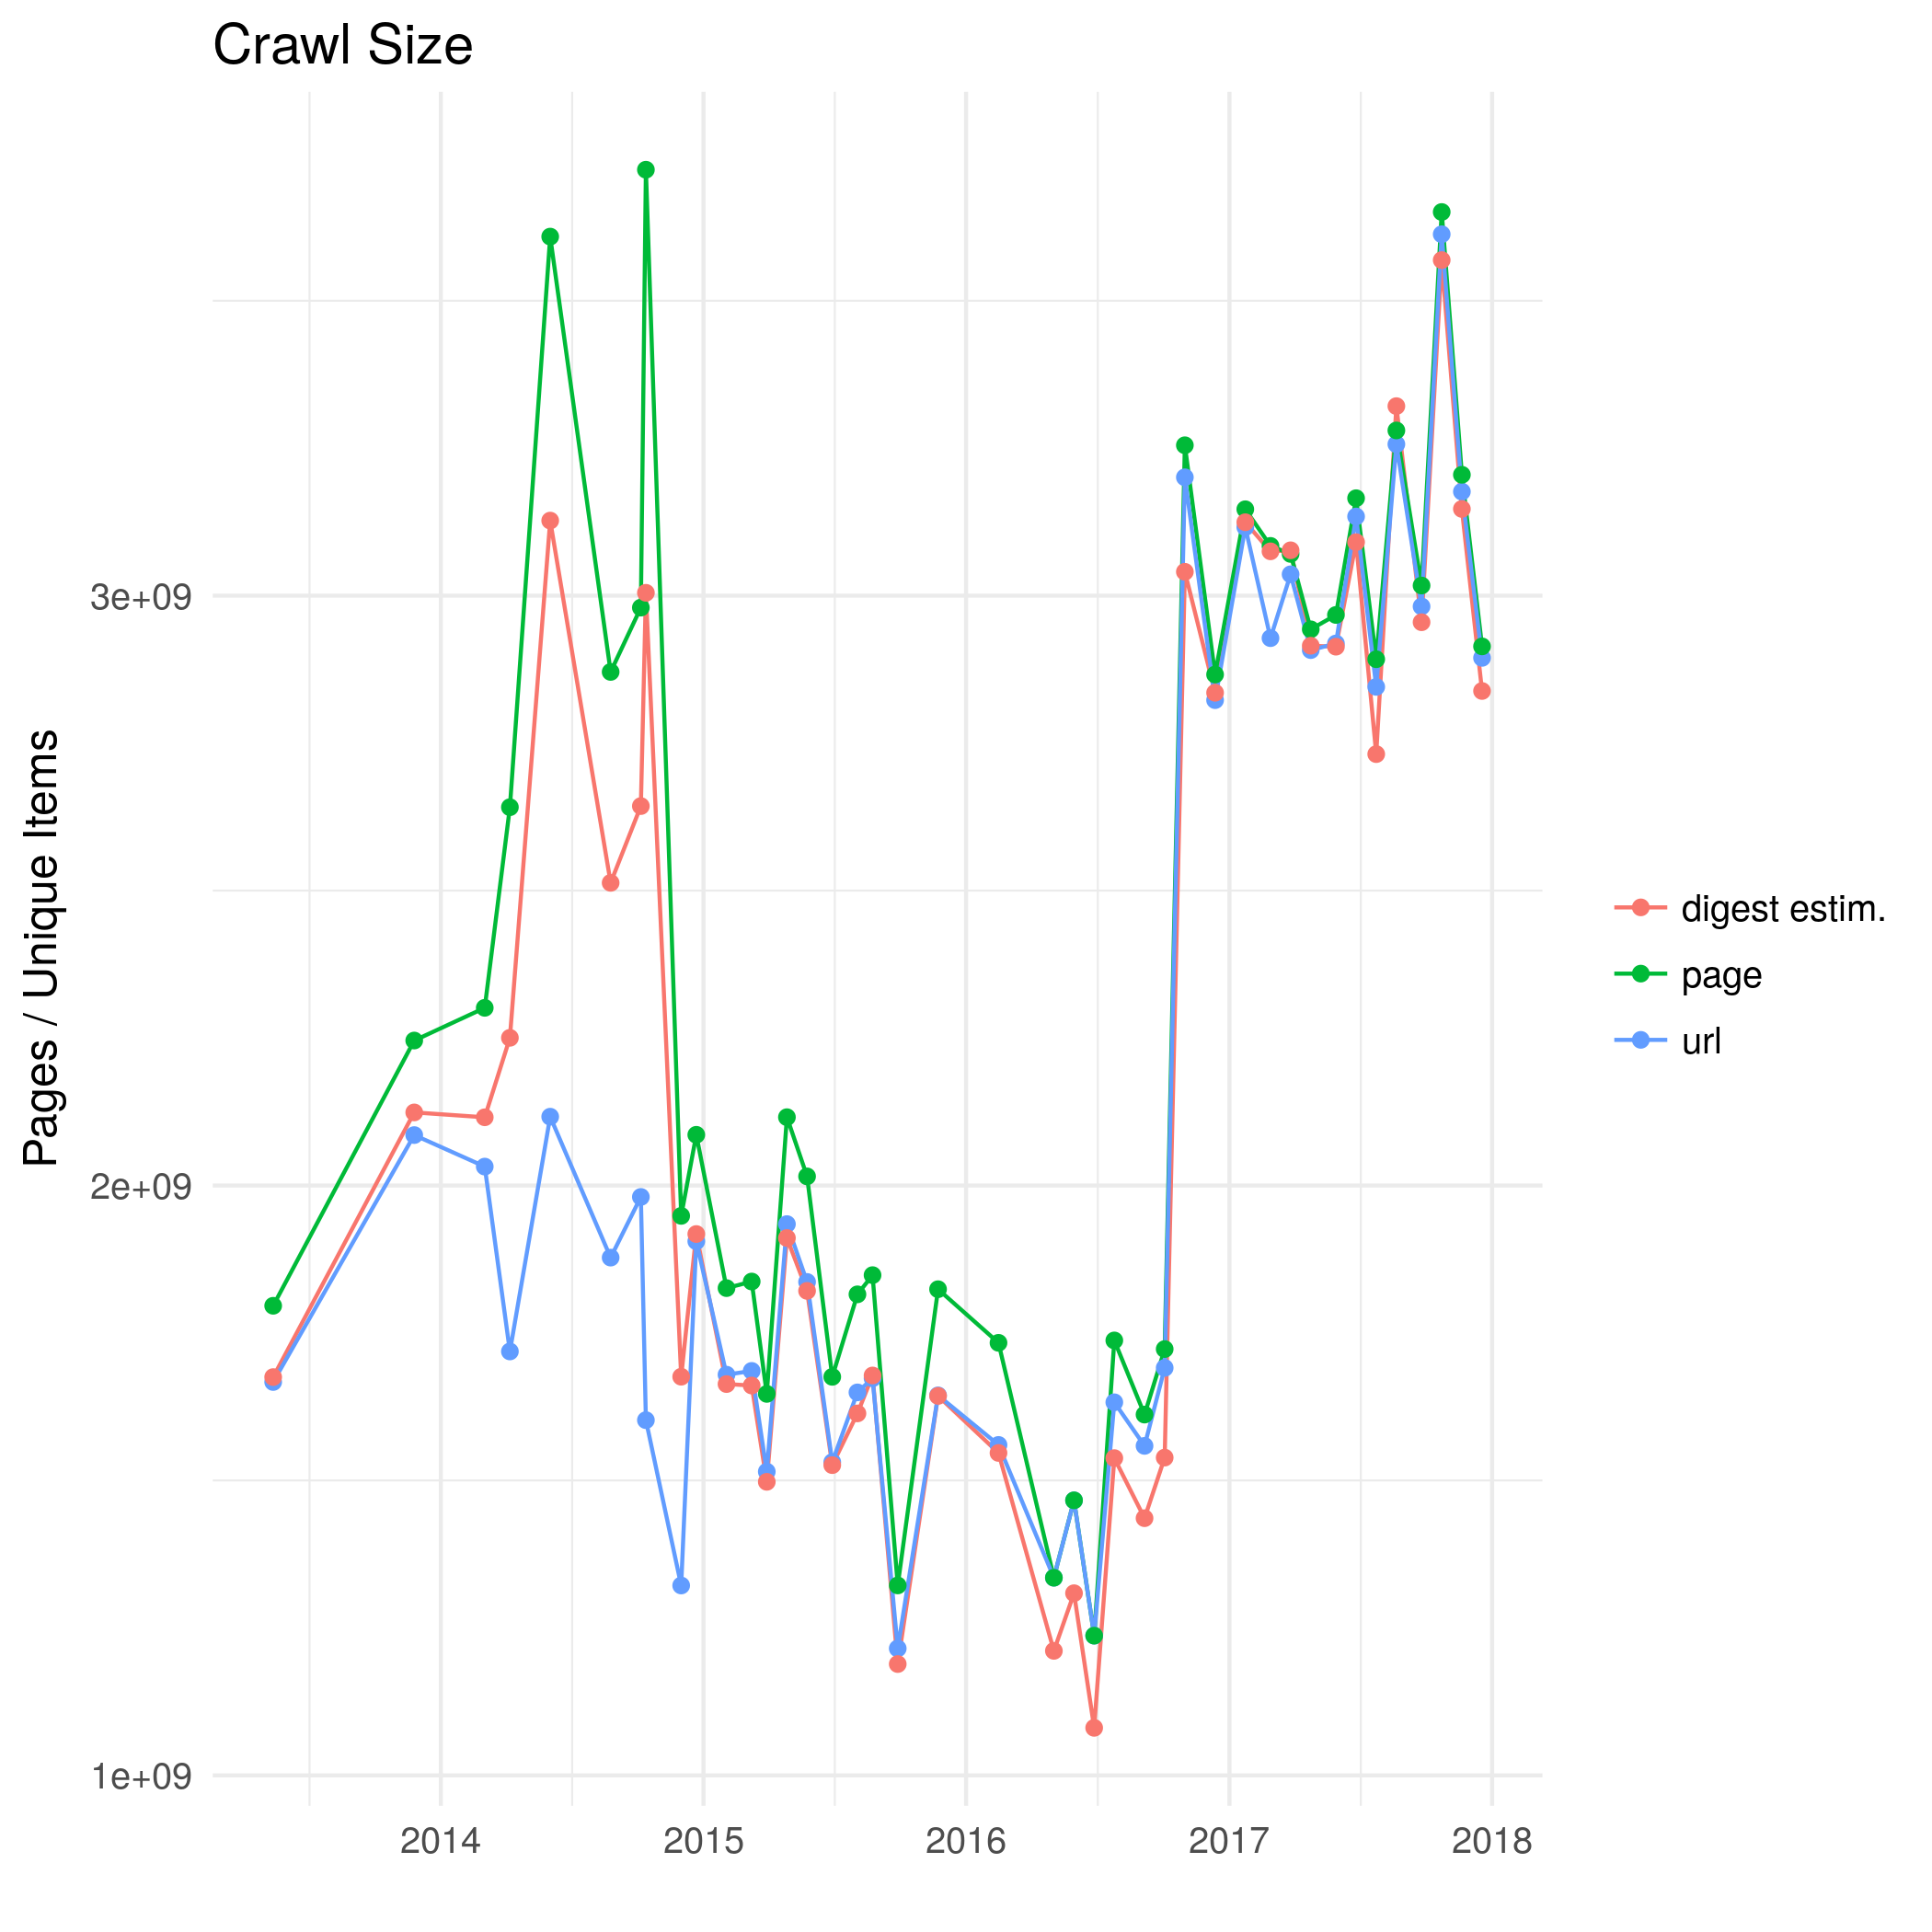 Crawl Size
Pages / Unique Items
3e+09
2e+09
1e+09
2014
2015
2016
2017
2018
digest estim.
page
url